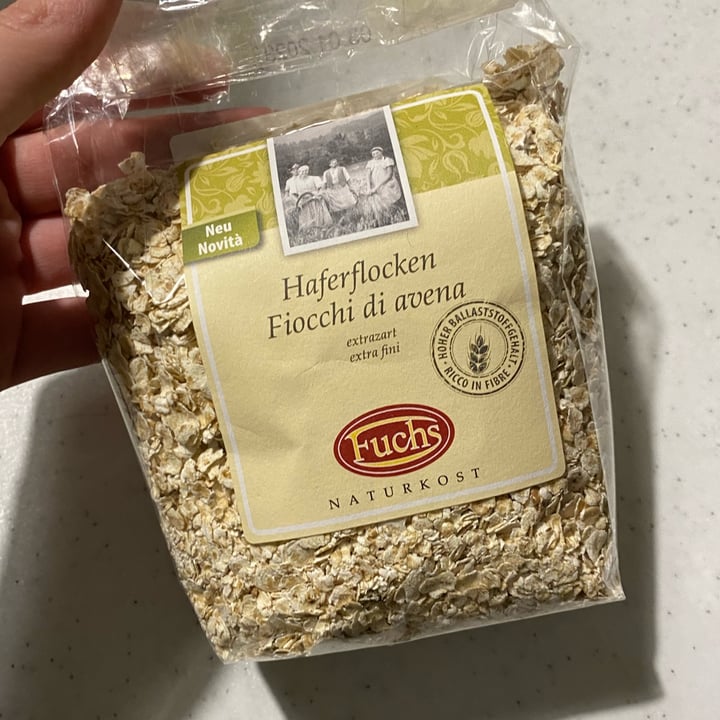 Neu
Novità
Haferflocken
Fiocchi di avena
extrazart
extra fini
HOHER BALLASTSTOFFGEHALT
RICCO IN FIBRE
Fuchs
NATURKOST